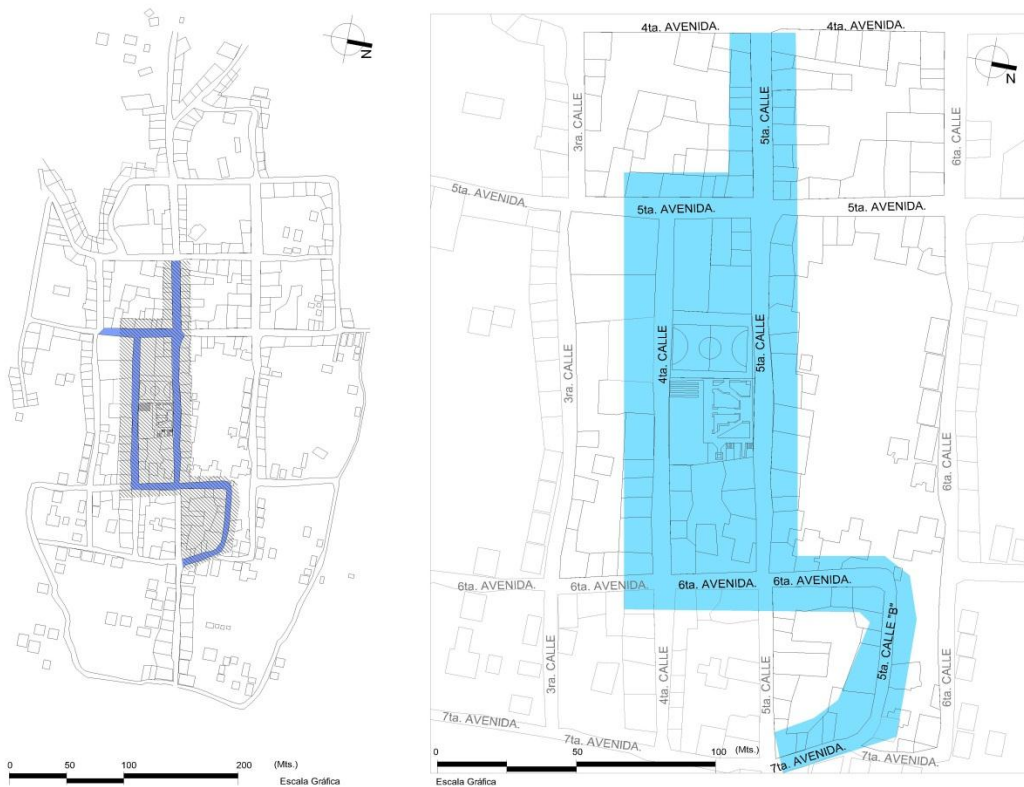 N
0
50
100
200
(Mts.)
Escala Gráfica
4ta. AVENIDA.
4ta. AVENIDA.
N
3ra. CALLE
5ta. CALLE
6ta. CALLE
5ta. AVENIDA.
5ta. AVENIDA.
5ta. AVENIDA.
3ra. CALLE
4ta. CALLE
5ta. CALLE
6ta. CALLE
6ta. AVENIDA.
6ta. AVENIDA.
6ta. AVENIDA.
3ra. CALLE
4ta. CALLE
5ta. CALLE
5ta. CALLE "B"
6ta. CALLE
7ta. AVENIDA.
7ta. AVENIDA.
7ta. AVENIDA.
7ta. AVENIDA.
0
50
100
(Mts.)
Escala Gráfica